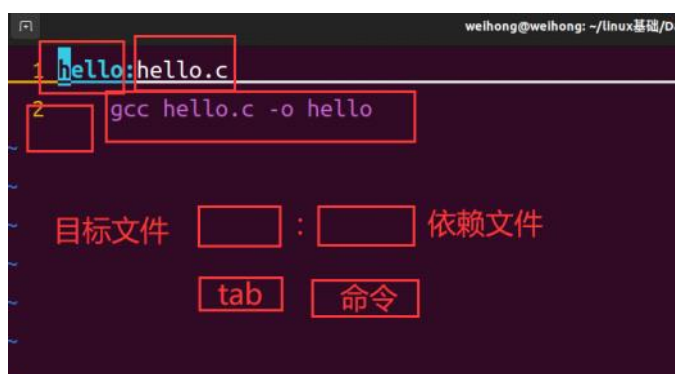 weihong@weihong: ~/linux基础/Da
1 hello:hello.c
2 gcc hello.c -o hello
~
~
~
目标文件 : 依赖文件
~
~
tab 命令
~